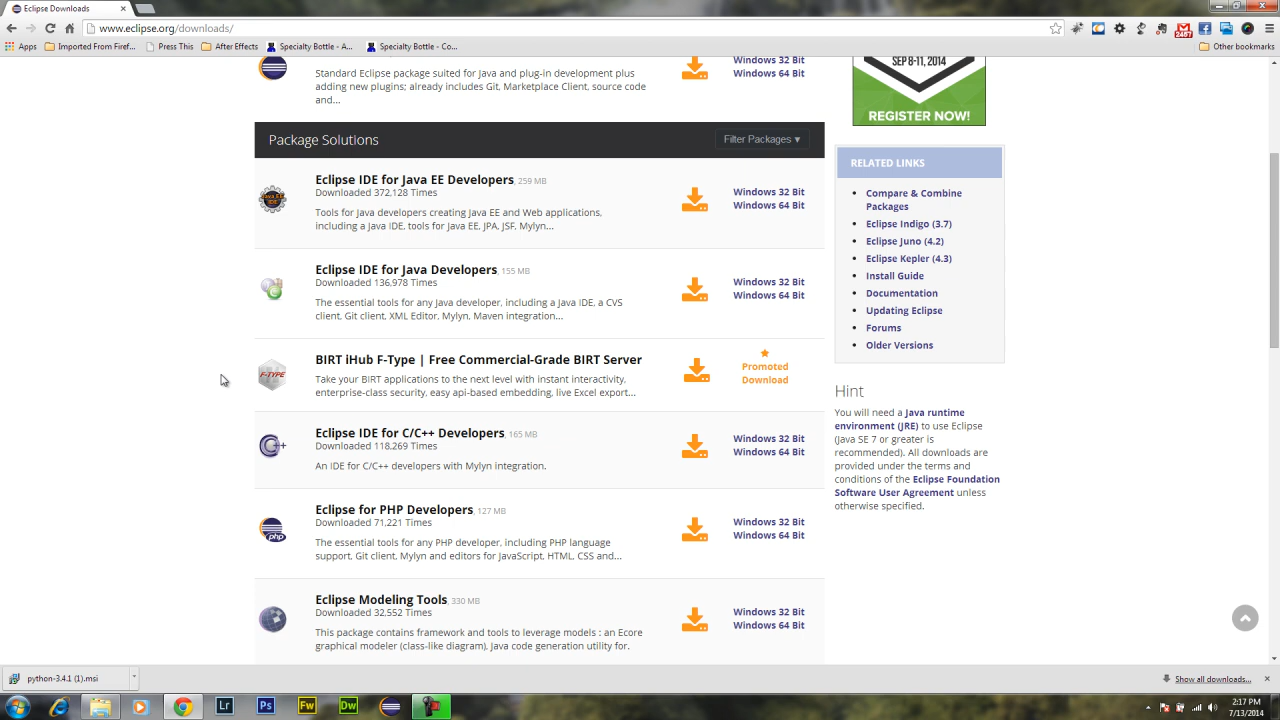 Eclipse Downloads
www.eclipse.org/downloads/
2487
Apps Imported From Firef... Press This After Effects Specialty Bottle - A... Specialty Bottle - Co... Other bookmarks
Windows 32 Bit
Standard Eclipse package suited for Java and plug-in development plus
adding new plugins; already includes Git, Marketplace Client, source code
and...
Windows 64 Bit
Package Solutions
Filter Packages ▾
Eclipse IDE for Java EE Developers, 259 MB
Downloaded 372,128 Times
Tools for Java developers creating Java EE and Web applications,
including a Java IDE, tools for Java EE, JPA, JSF, Mylyn...
JAVA EE
IDE
Windows 32 Bit
Windows 64 Bit
Eclipse IDE for Java Developers, 155 MB
Downloaded 136,978 Times
The essential tools for any Java developer, including a Java IDE, a CVS
client, Git client, XML Editor, Mylyn, Maven integration...
Windows 32 Bit
Windows 64 Bit
BIRT iHub F-Type | Free Commercial-Grade BIRT Server
Take your BIRT applications to the next level with instant interactivity,
enterprise-class security, easy api-based embedding, live Excel export...
F-TYPE
Promoted
Download
Eclipse IDE for C/C++ Developers, 165 MB
Downloaded 118,269 Times
An IDE for C/C++ developers with Mylyn integration.
C++
Windows 32 Bit
Windows 64 Bit
Eclipse for PHP Developers, 127 MB
Downloaded 71,221 Times
The essential tools for any PHP developer, including PHP language
support, Git client, Mylyn and editors for JavaScript, HTML, CSS and...
php
Windows 32 Bit
Windows 64 Bit
Eclipse Modeling Tools, 330 MB
Downloaded 32,552 Times
This package contains framework and tools to leverage models : an Ecore
graphical modeler (class-like diagram), Java code generation utility for.
Windows 32 Bit
Windows 64 Bit
SEP 8-11, 2014
REGISTER NOW!
RELATED LINKS
Compare & Combine
Packages
Eclipse Indigo (3.7)
Eclipse Juno (4.2)
Eclipse Kepler (4.3)
Install Guide
Documentation
Updating Eclipse
Forums
Older Versions
Hint
You will need a Java runtime
environment (JRE) to use Eclipse
(Java SE 7 or greater is
recommended). All downloads are
provided under the terms and
conditions of the Eclipse Foundation
Software User Agreement unless
otherwise specified.
python-3.4.1 (1).msi
Show all downloads...
Lr Ps Fw Dw
2:17 PM
7/13/2014